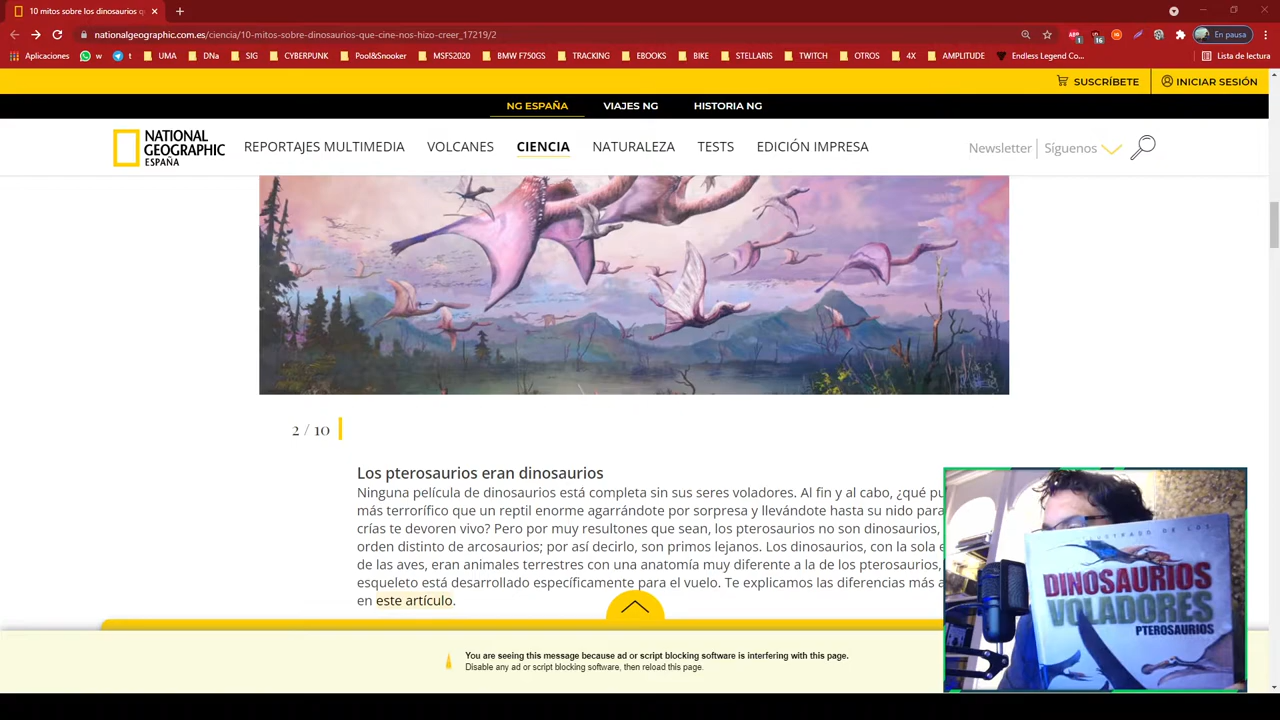 10 mitos sobre los dinosaurios q
nationalgeographic.com.es/ciencia/10-mitos-sobre-dinosaurios-que-cine-nos-hizo-creer_17219/2
1
16
En pausa
Aplicaciones
w
t
UMA
DNa
SIG
CYBERPUNK
Pool&Snooker
MSFS2020
BMW F750GS
TRACKING
EBOOKS
BIKE
STELLARIS
TWITCH
OTROS
4X
AMPLITUDE
Endless Legend Co...
Lista de lectura
SUSCRÍBETE
INICIAR SESIÓN
NG ESPAÑA
VIAJES NG
HISTORIA NG
NATIONAL
GEOGRAPHIC
ESPAÑA
REPORTAJES MULTIMEDIA
VOLCANES
CIENCIA
NATURALEZA
TESTS
EDICIÓN IMPRESA
Newsletter
Síguenos
2 / 10
Los pterosaurios eran dinosaurios
Ninguna película de dinosaurios está completa sin sus seres voladores. Al fin y al cabo, ¿qué pu
más terrorífico que un reptil enorme agarrándote por sorpresa y llevándote hasta su nido para
crías te devoren vivo? Pero por muy resultones que sean, los pterosaurios no son dinosaurios,
orden distinto de arcosaurios; por así decirlo, son primos lejanos. Los dinosaurios, con la sola e
de las aves, eran animales terrestres con una anatomía muy diferente a la de los pterosaurios,
esqueleto está desarrollado específicamente para el vuelo. Te explicamos las diferencias más a
en este artículo.
DE LOS
DINOSAURIOS
VOLADORES
PTEROSAURIOS
You are seeing this message because ad or script blocking software is interfering with this page.
Disable any ad or script blocking software, then reload this page.